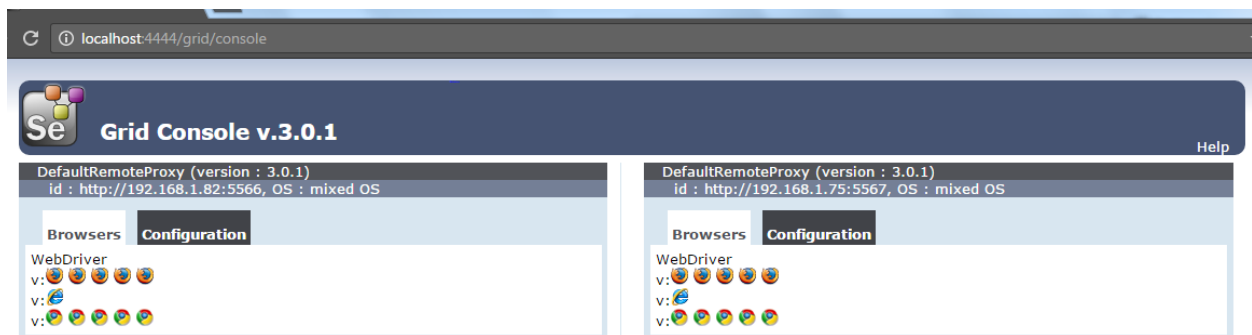 localhost:4444/grid/console
Se
Grid Console v.3.0.1
Help
DefaultRemoteProxy (version : 3.0.1)
id : http://192.168.1.82:5566, OS : mixed OS
Browsers Configuration
WebDriver
v:
v:
v:
DefaultRemoteProxy (version : 3.0.1)
id : http://192.168.1.75:5567, OS : mixed OS
Browsers Configuration
WebDriver
v:
v:
v: